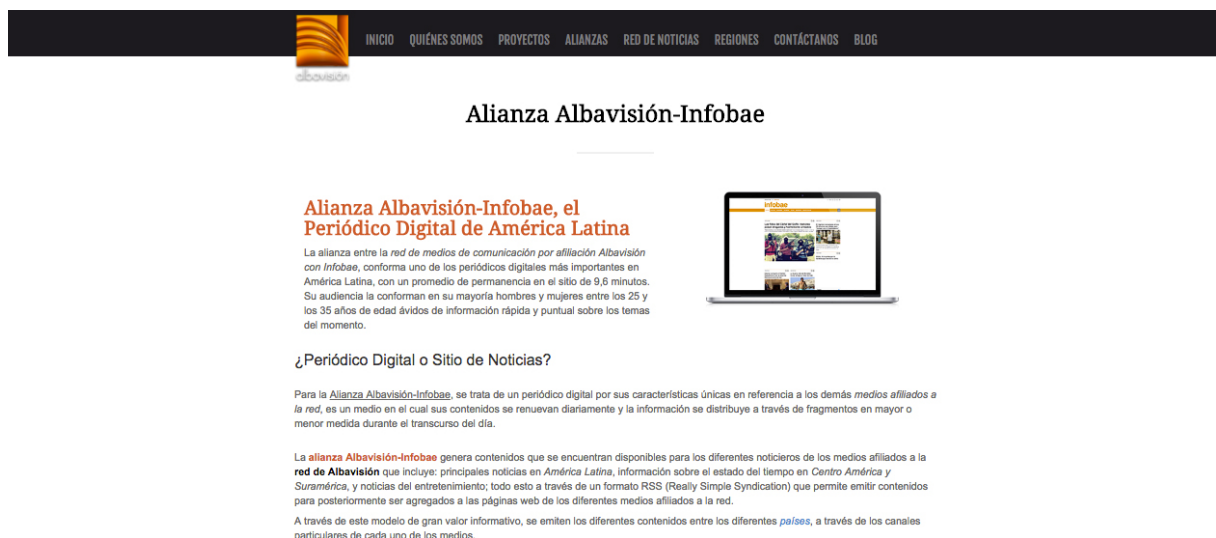 INICIO QUIÉNES SOMOS PROYECTOS ALIANZAS RED DE NOTICIAS REGIONES CONTÁCTANOS BLOG
albavisión
Alianza Albavisión-Infobae
Alianza Albavisión-Infobae, el
Periódico Digital de América Latina
La alianza entre la red de medios de comunicación por afiliación Albavisión
con Infobae, conforma uno de los periódicos digitales más importantes en
América Latina, con un promedio de permanencia en el sitio de 9,6 minutos.
Su audiencia la conforman en su mayoría hombres y mujeres entre los 25 y
los 35 años de edad ávidos de información rápida y puntual sobre los temas
del momento.
infobae
¿Periódico Digital o Sitio de Noticias?
Para la Alianza Albavisión-Infobae, se trata de un periódico digital por sus características únicas en referencia a los demás medios afiliados a
la red, es un medio en el cual sus contenidos se renuevan diariamente y la información se distribuye a través de fragmentos en mayor o
menor medida durante el transcurso del día.
La alianza Albavisión-Infobae genera contenidos que se encuentran disponibles para los diferentes noticieros de los medios afiliados a la
red de Albavisión que incluye: principales noticias en América Latina, información sobre el estado del tiempo en Centro América y
Suramérica, y noticias del entretenimiento; todo esto a través de un formato RSS (Really Simple Syndication) que permite emitir contenidos
para posteriormente ser agregados a las páginas web de los diferentes medios afiliados a la red.
A través de este modelo de gran valor informativo, se emiten los diferentes contenidos entre los diferentes países, a través de los canales
particulares de cada uno de los medios.